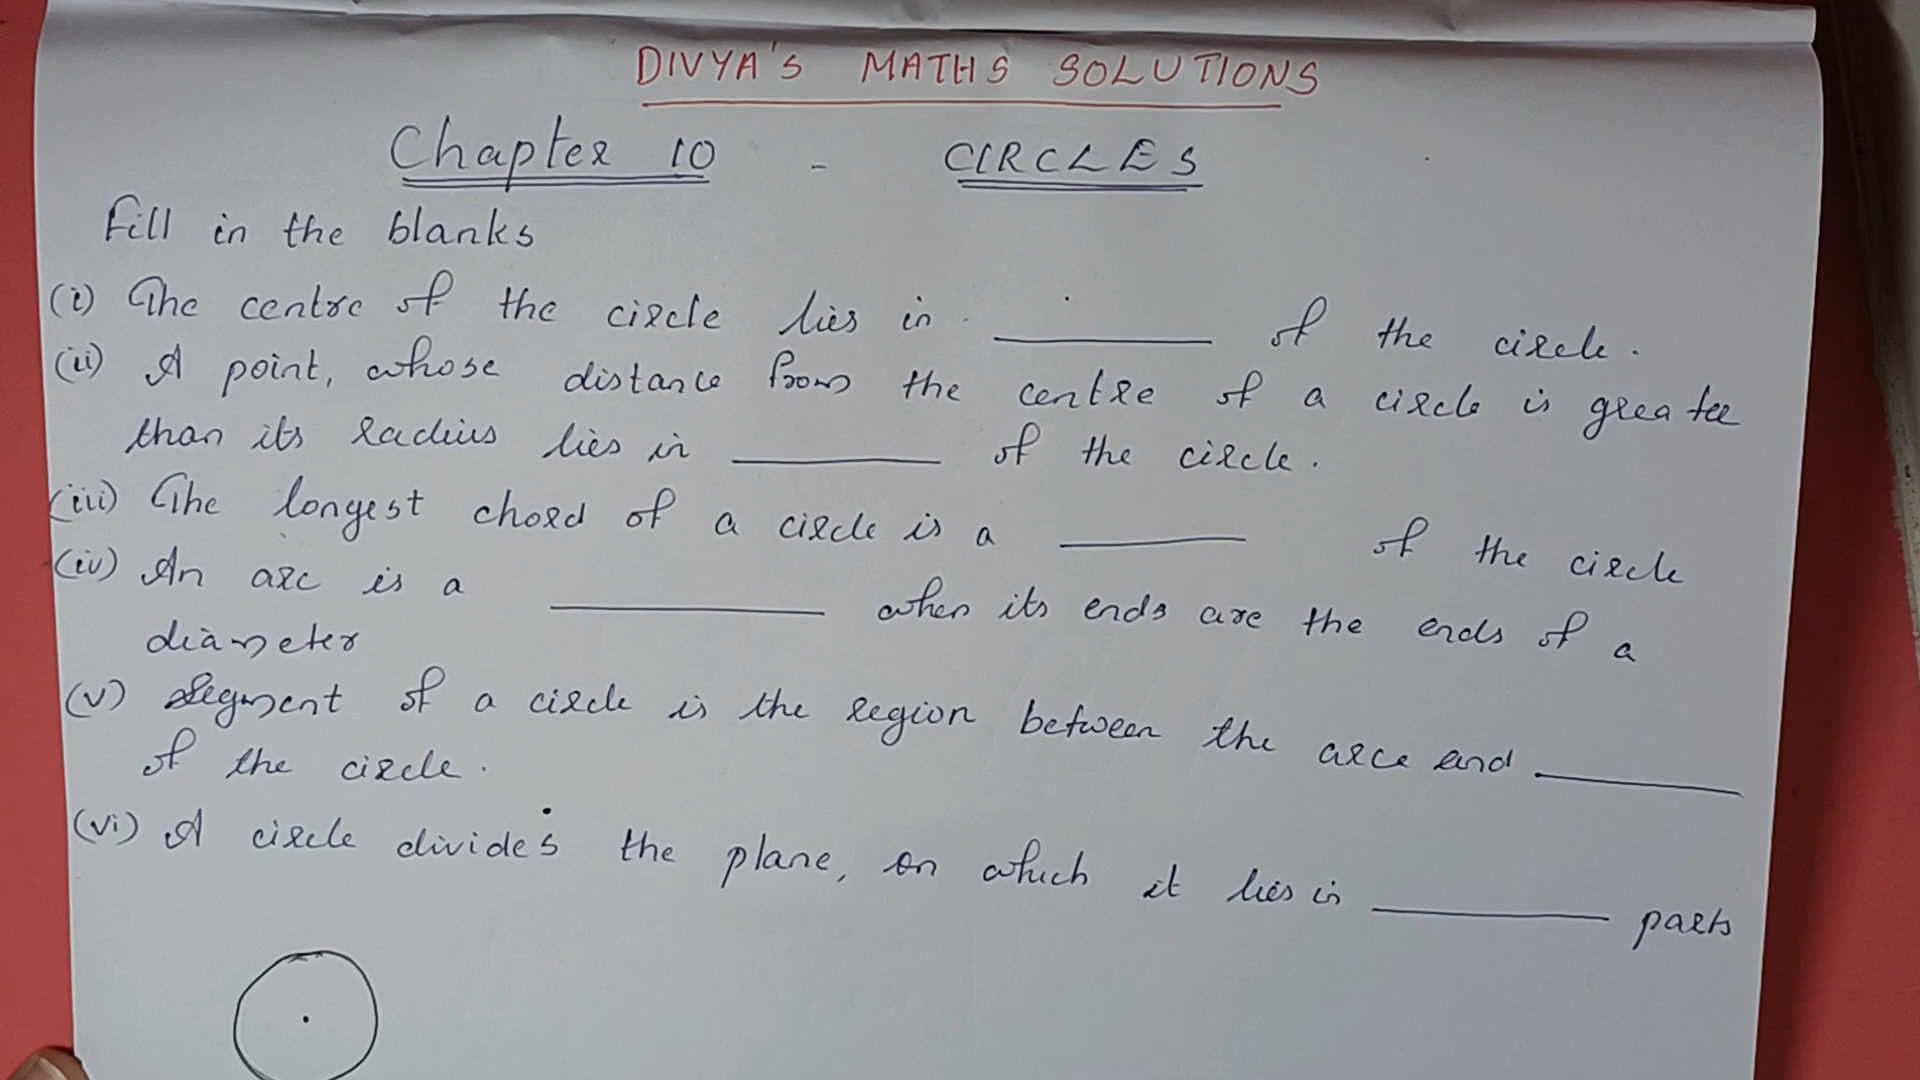 DIVYA'S MATHS SOLUTIONS
Chapter 10 - CIRCLES
Fill in the blanks
(i) The centre of the circle lies in ________ of the circle.
(ii) A point, whose distance from the centre of a circle is greater
than its radius lies in ________ of the circle.
(iii) The longest chord of a circle is a ________ of the circle
(iv) An arc is a ________ when its ends are the ends of a
diameter
(v) Segment of a circle is the region between the arce and ________
of the circle.
(vi) A circle divides the plane, on which it lies in ________ parts